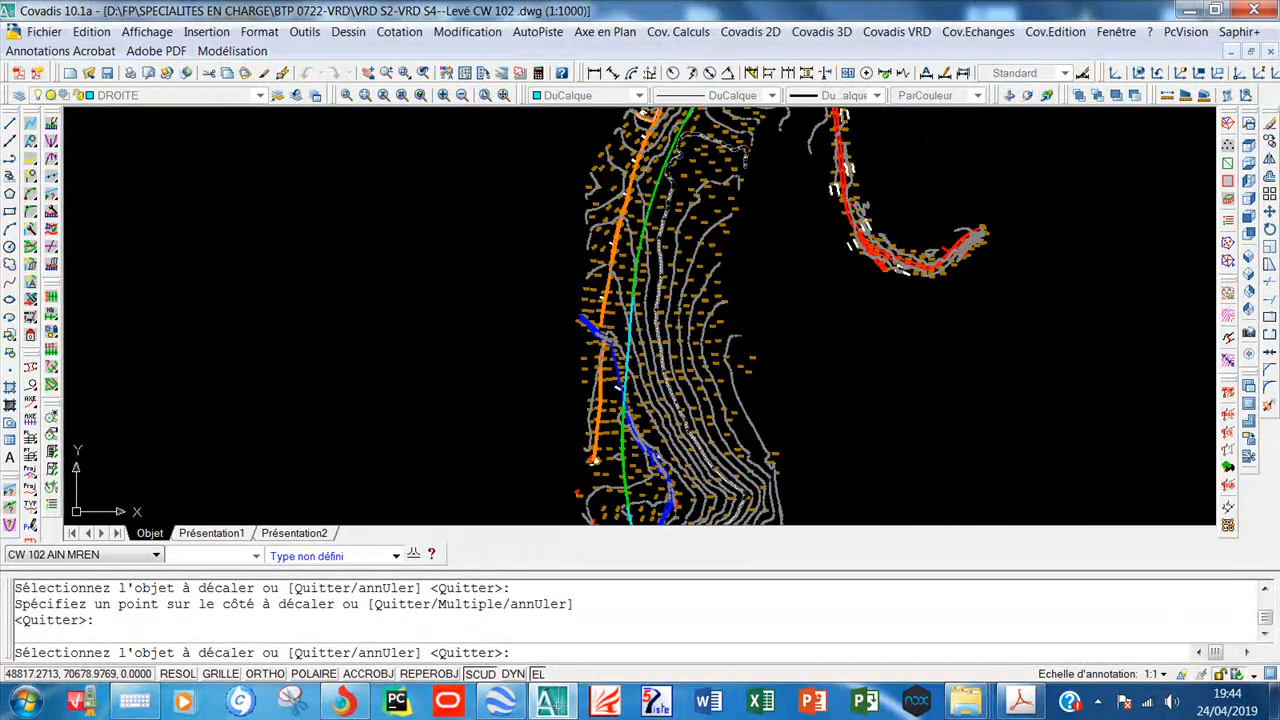 Covadis 10.1a - [D:\FP\SPECIALITES EN CHARGE\BTP 0722-VRD\VRD S2-VRD S4--Levé CW 102 .dwg (1:1000)]
Fichier Edition Affichage Insertion Format Outils Dessin Cotation Modification AutoPiste Axe en Plan Cov. Calculs Covadis 2D Covadis 3D Covadis VRD Cov.Echanges Cov.Edition Fenêtre ? PcVision Saphir+
Annotations Acrobat Adobe PDF Modélisation
Standard
DROITE DuCalque DuCalque Du...alque ParCouleur
Y
X
Objet Présentation1 Présentation2
CW 102 AIN MREN Type non défini
Sélectionnez l'objet à décaler ou [Quitter/annUler] <Quitter>:
Spécifiez un point sur le côté à décaler ou [Quitter/Multiple/annUler]
<Quitter>:
Sélectionnez l'objet à décaler ou [Quitter/annUler] <Quitter>:
48817.2713, 70678.9769, 0.0000 RESOL GRILLE ORTHO POLAIRE ACCROBJ REPEROBJ SCUD DYN EL Echelle d'annotation: 1:1
19:44
24/04/2019